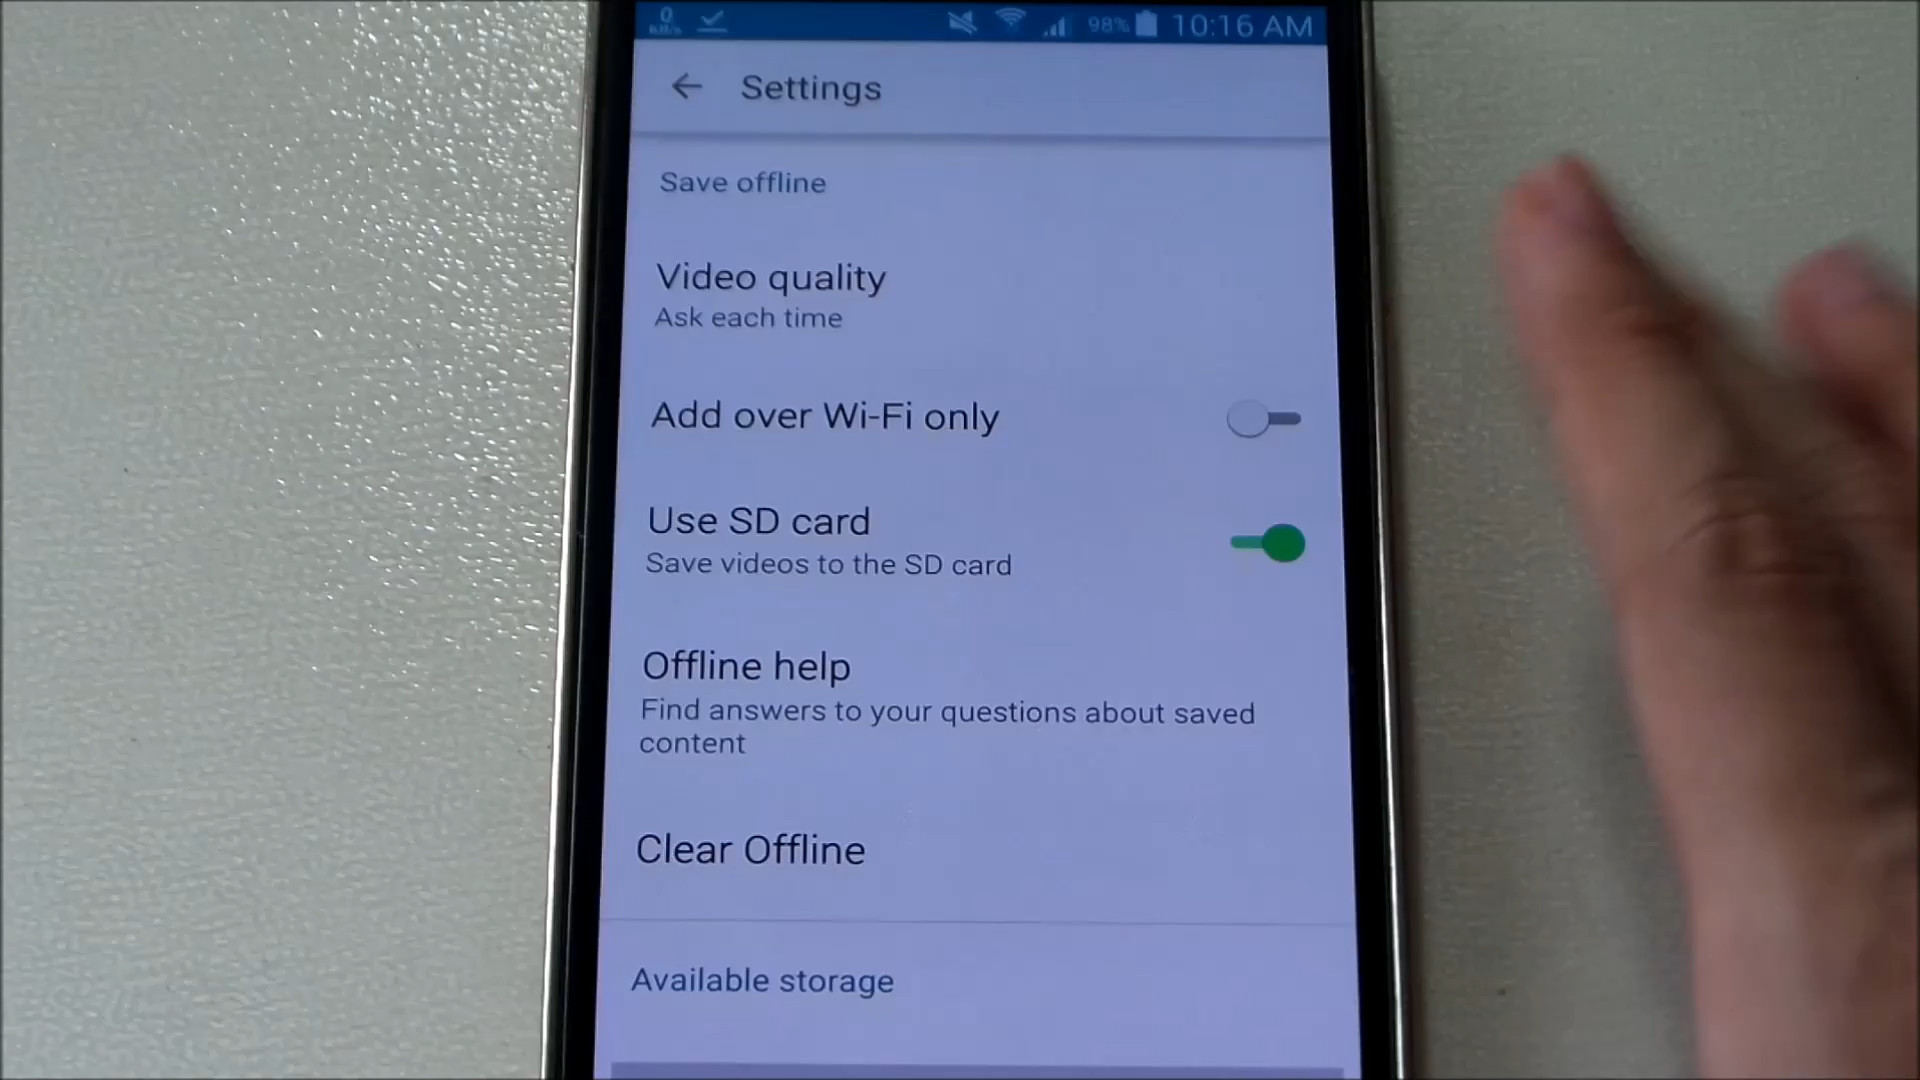 0
98% 10:16 AM
Settings
Save offline
Video quality
Ask each time
Add over Wi-Fi only
Use SD card
Save videos to the SD card
Offline help
Find answers to your questions about saved
content
Clear Offline
Available storage